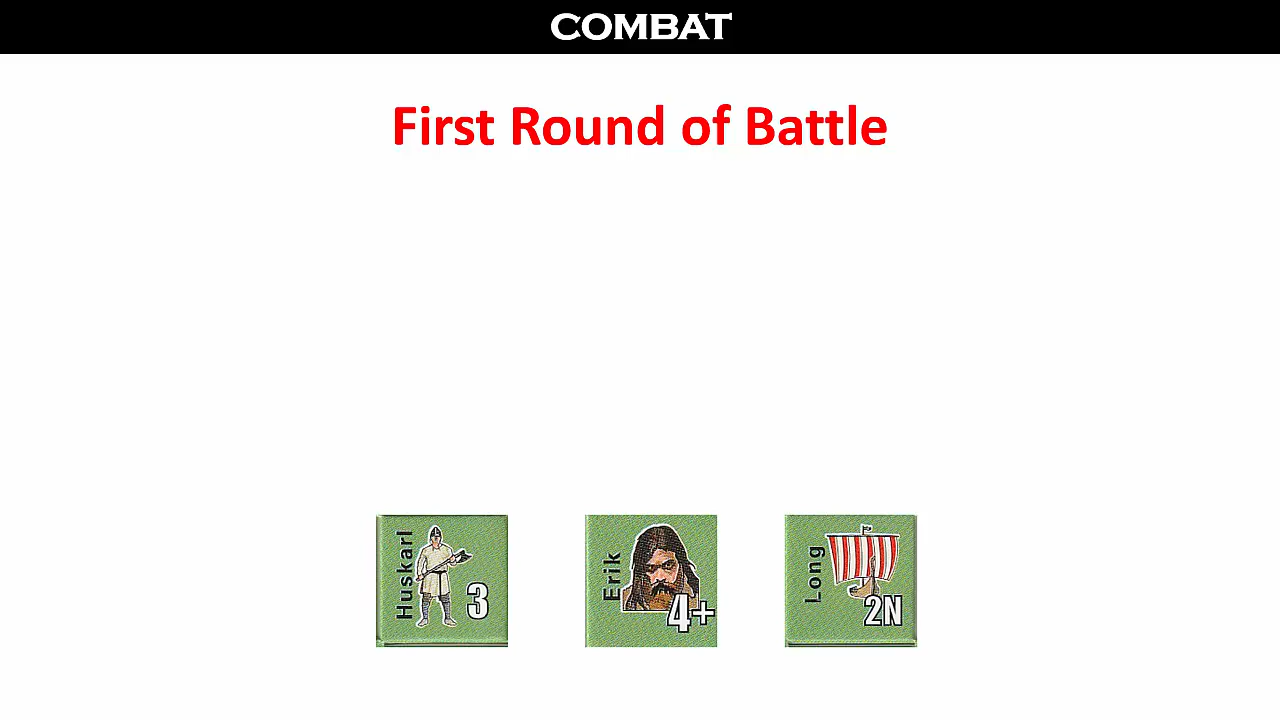 COMBAT
First Round of Battle
Huskarl
3
Erik
4+
Long
2N